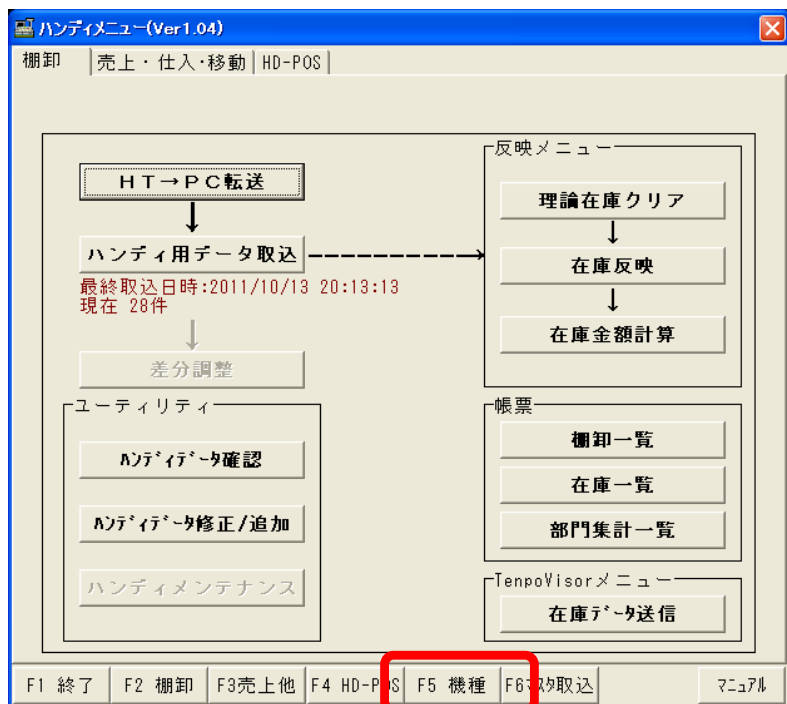 ハンディメニュー(Ver1.04)
棚卸 売上・仕入・移動 HD-POS
HT→PC転送
↓
ハンディ用データ取込
最終取込日時:2011/10/13 20:13:13
現在 28件
↓
差分調整
ユーティリティ
ﾊﾝﾃﾞｨﾃﾞｰﾀ確認
ﾊﾝﾃﾞｨﾃﾞｰﾀ修正/追加
ハンディメンテナンス
反映メニュー
理論在庫クリア
↓
在庫反映
↓
在庫金額計算
帳票
棚卸一覧
在庫一覧
部門集計一覧
TenpoVisorメニュー
在庫ﾃﾞｰﾀ送信
F1 終了 F2 棚卸 F3売上他 F4 HD-POS F5 機種 F6ﾏｽﾀ取込 ﾏﾆｭｱﾙ